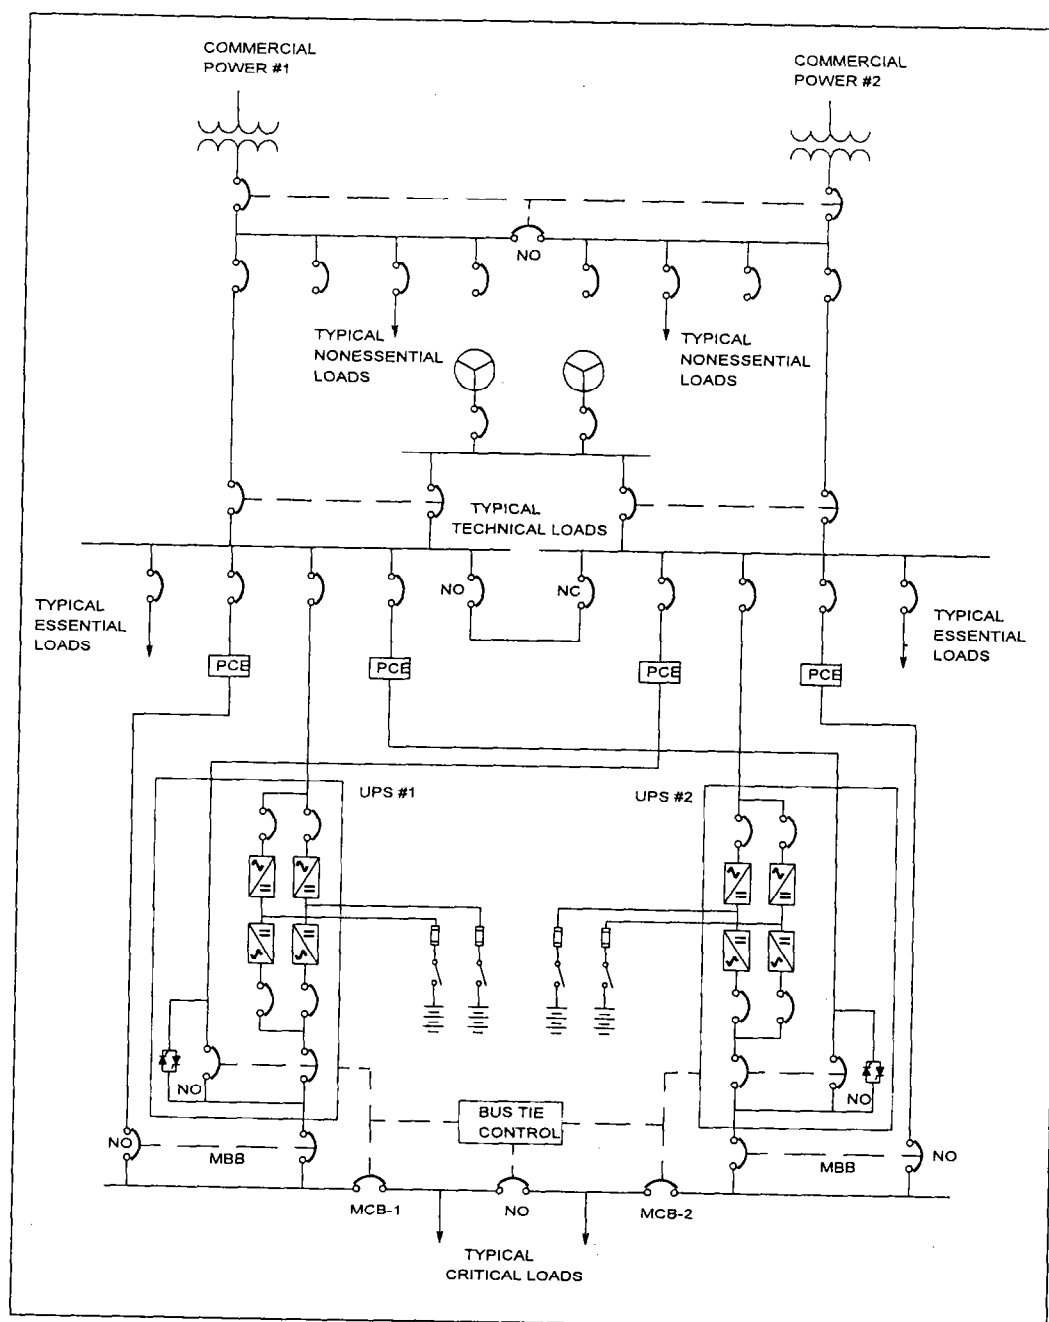 COMMERCIAL
POWER #1
COMMERCIAL
POWER #2
NO
TYPICAL
NONESSENTIAL
LOADS
TYPICAL
NONESSENTIAL
LOADS
TYPICAL
TECHNICAL LOADS
NO
NC
TYPICAL
ESSENTIAL
LOADS
TYPICAL
ESSENTIAL
LOADS
PCE
PCE
PCE
PCE
UPS #1
UPS #2
NO
NO
BUS TIE
CONTROL
NO
MBB
MBB
NO
MCB-1
NO
MCB-2
TYPICAL
CRITICAL LOADS